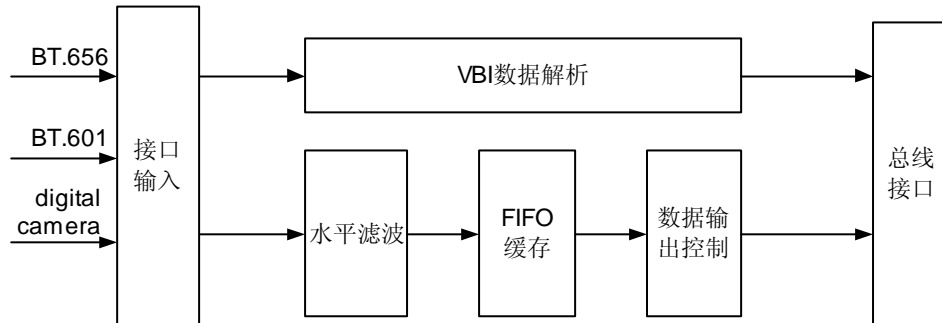 BT.656
BT.601
digital
camera
接口
输入
VBI数据解析
水平滤波
FIFO
缓存
数据输
出控制
总线
接口